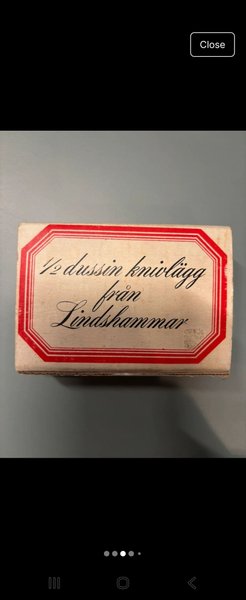 Close
1/2 dussin knivlägg
från
Lindshammar